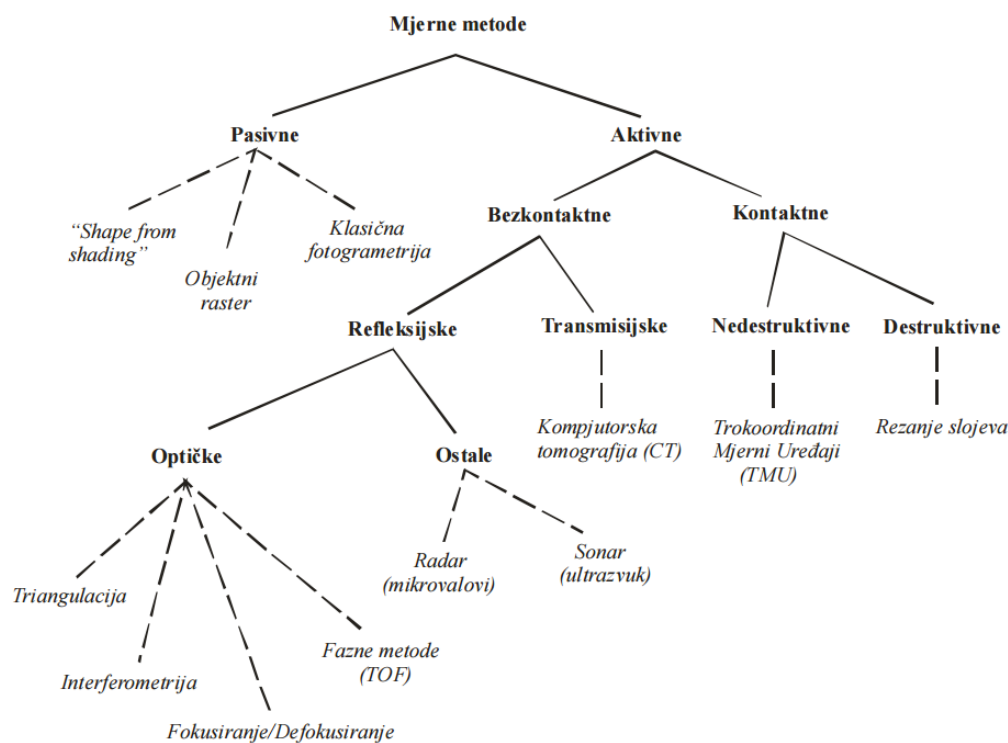 Mjerne metode
Pasivne
Aktivne
“Shape from
shading”
Objektni
raster
Klasična
fotogrametrija
Bezkontaktne
Kontaktne
Refleksijske
Transmisijske
Nedestruktivne
Destruktivne
Kompjutorska
tomografija (CT)
Trokoordinatni
Mjerni Uređaji
(TMU)
Rezanje slojeva
Optičke
Ostale
Radar
(mikrovalovi)
Sonar
(ultrazvuk)
Triangulacija
Interferometrija
Fokusiranje/Defokusiranje
Fazne metode
(TOF)